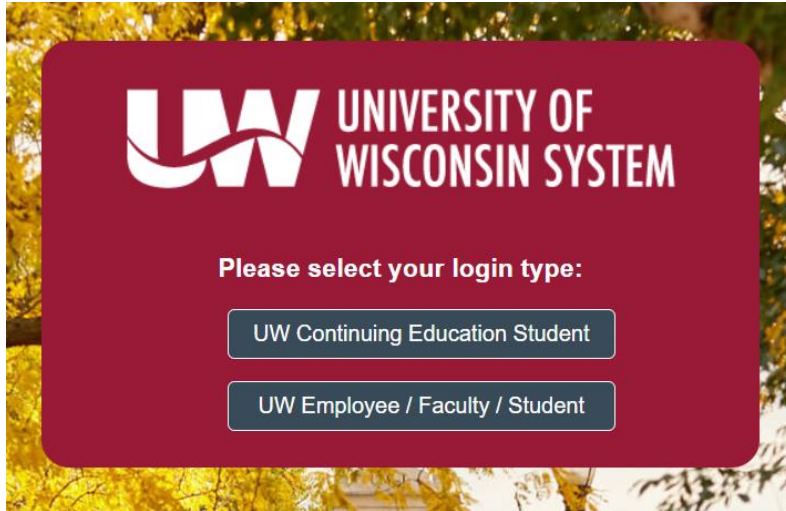 UW UNIVERSITY OF
WISCONSIN SYSTEM
Please select your login type:
UW Continuing Education Student
UW Employee / Faculty / Student